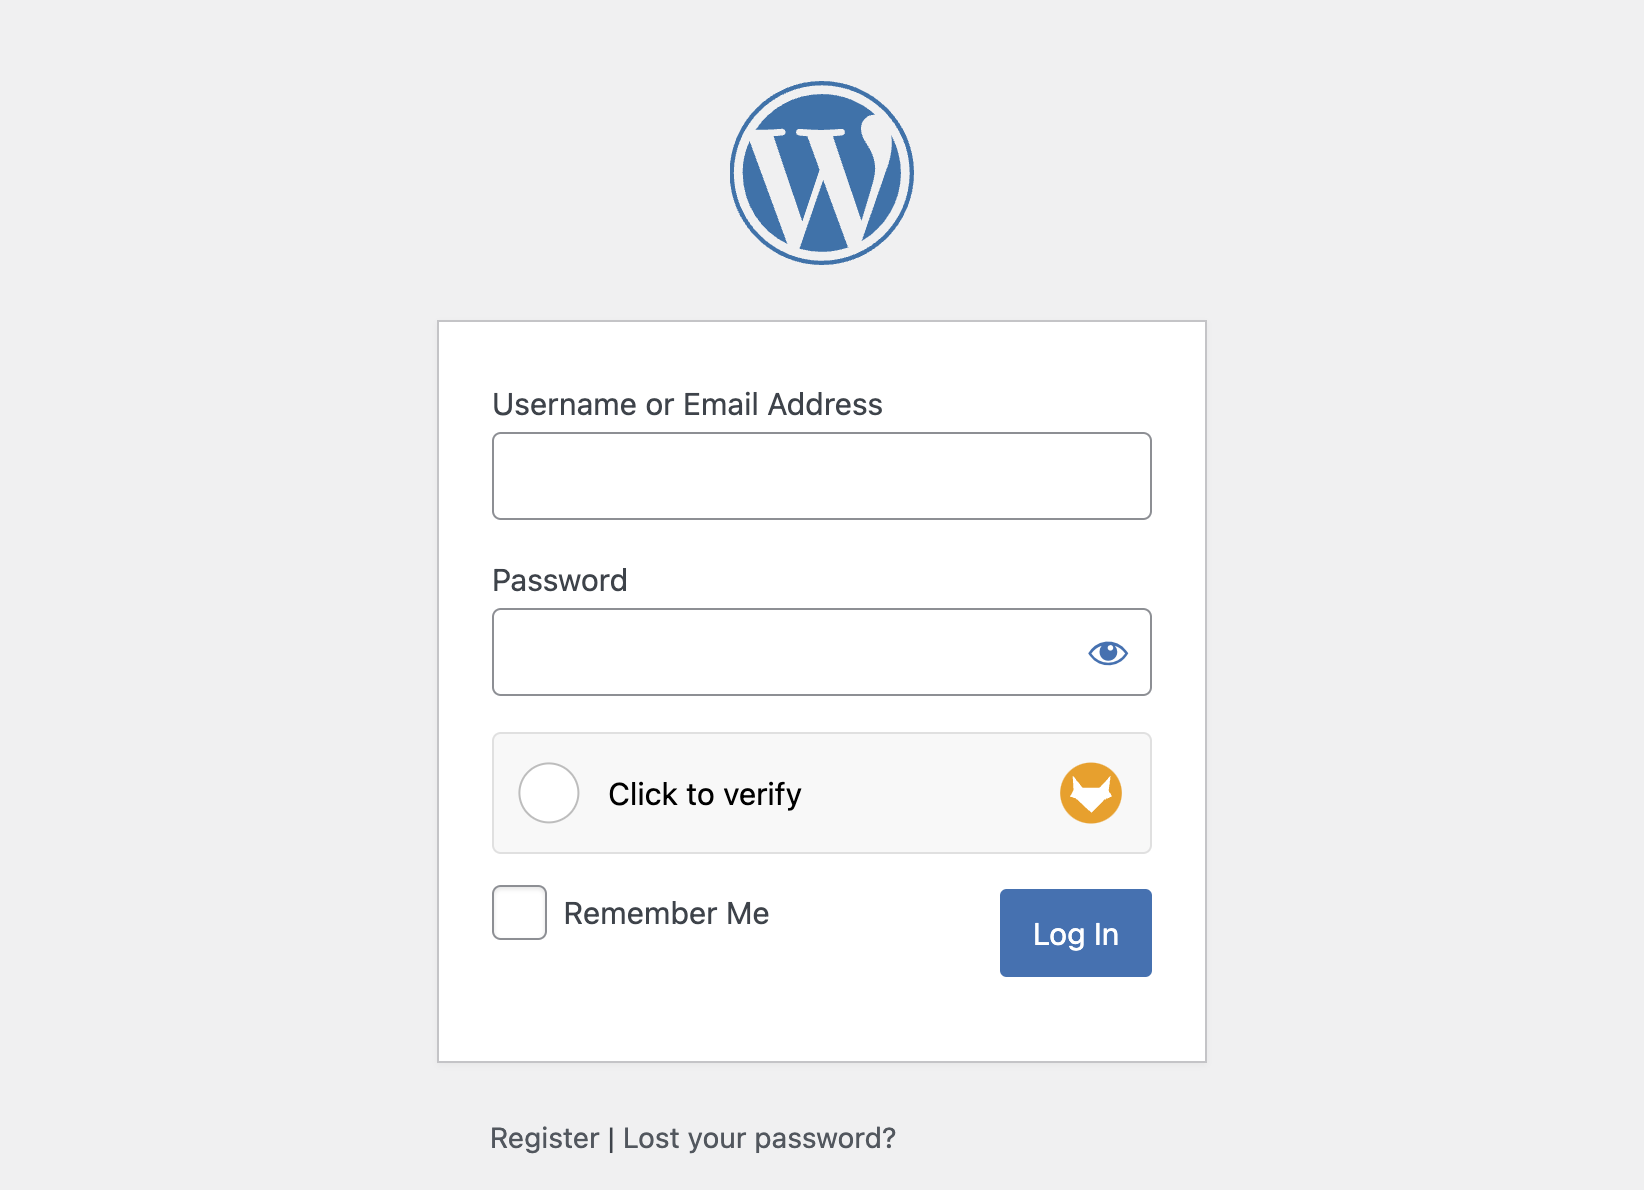 Username or Email Address
Password
Click to verify
Remember Me
Log In
Register | Lost your password?